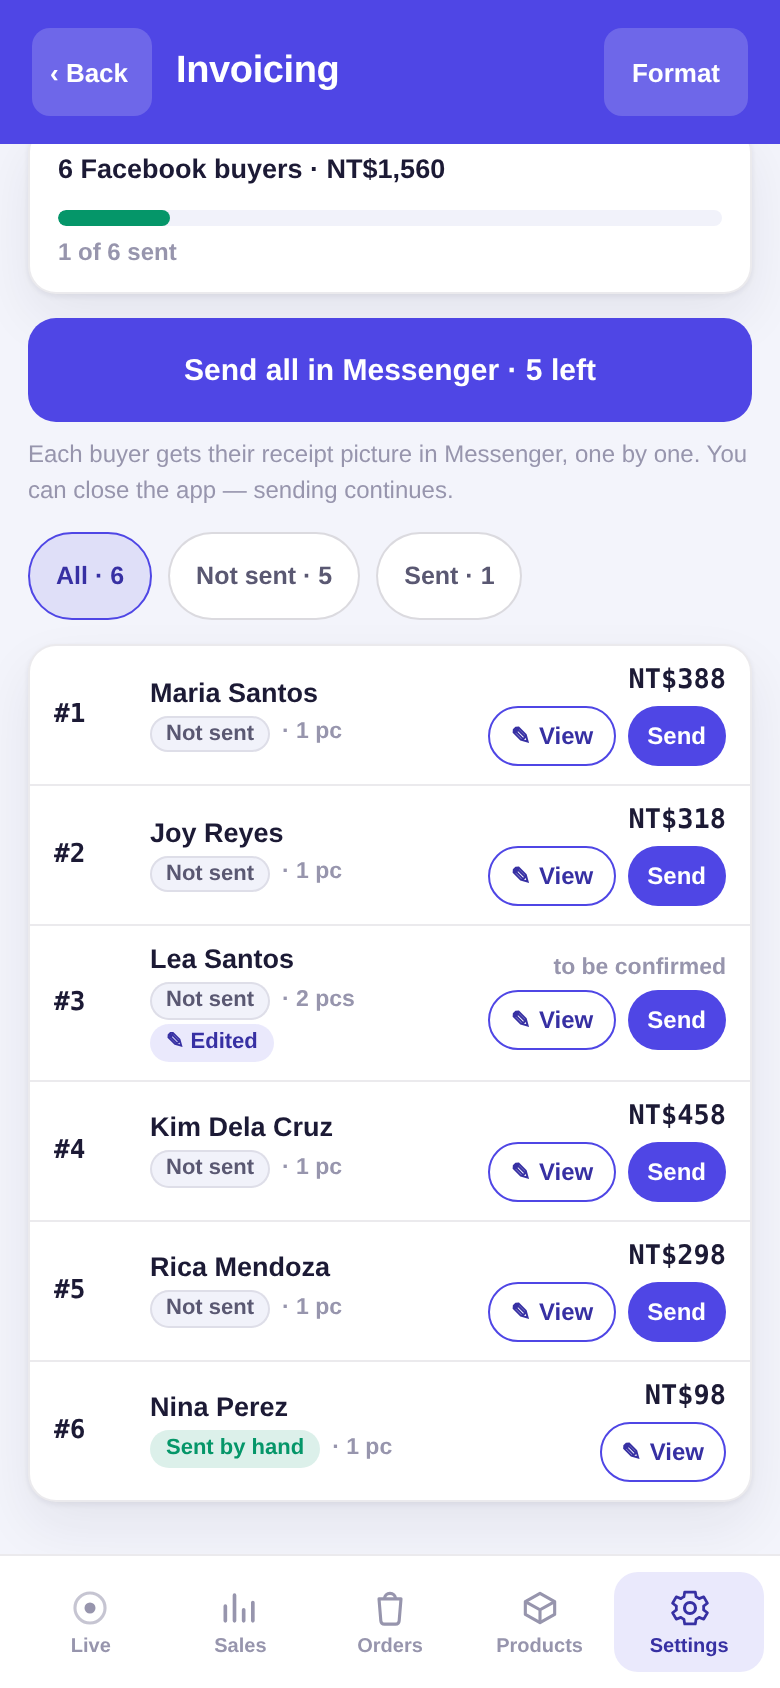 ‹ Back
Invoicing
Format
6 Facebook buyers · NT$1,560
1 of 6 sent
Send all in Messenger · 5 left
Each buyer gets their receipt picture in Messenger, one by one. You
can close the app — sending continues.
All · 6
Not sent · 5
Sent · 1
#1
Maria Santos
Not sent · 1 pc
NT$388
✎ View
Send
#2
Joy Reyes
Not sent · 1 pc
NT$318
✎ View
Send
#3
Lea Santos
Not sent · 2 pcs
✎ Edited
to be confirmed
✎ View
Send
#4
Kim Dela Cruz
Not sent · 1 pc
NT$458
✎ View
Send
#5
Rica Mendoza
Not sent · 1 pc
NT$298
✎ View
Send
#6
Nina Perez
Sent by hand · 1 pc
NT$98
✎ View
Live
Sales
Orders
Products
Settings